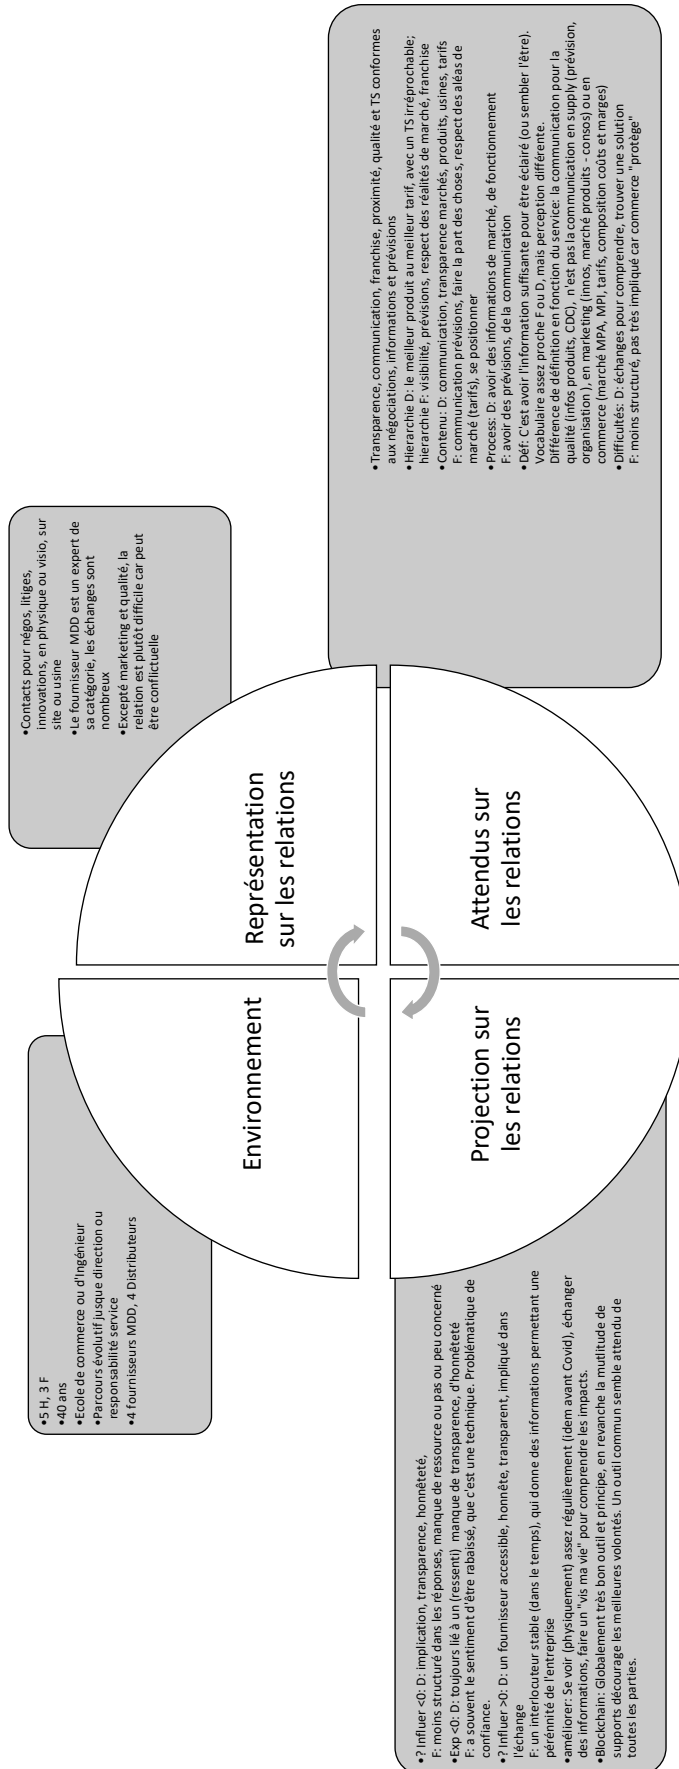 •5 H, 3 F
•40 ans
•Ecole de commerce ou d'Ingénieur
•Parcours évolutif jusque direction ou
responsabilité service
•4 fournisseurs MDD, 4 Distributeurs
Environnement
•Contacts pour négos, litiges,
innovations, en physique ou visio, sur
site ou usine
•Le fournisseur MDD est un expert de
sa catégorie, les échanges sont
nombreux
•Excepté marketing et qualité, la
relation est plutôt difficile car peut
être conflictuelle
Représentation
sur les relations
•? Influer <0: D: implication, transparence, honnêteté,
F: moins structuré dans les réponses, manque de ressource ou pas ou peu concerné
•Exp <0: D: toujours lié à un (ressenti) manque de transparence, d'honnêteté
F: a souvent le sentiment d'être rabaissé, que c'est une technique. Problématique de
confiance.
•? Influer >0: D: un fournisseur accessible, honnête, transparent, impliqué dans
l'échange
F: un interlocuteur stable (dans le temps), qui donne des informations permettant une
pérénnité de l'entreprise
•améliorer: Se voir (physiquement) assez régulièrement (idem avant Covid), échanger
des informations, faire un "vis ma vie" pour comprendre les impacts.
•Blockchain: Globalement très bon outil et principe, en revanche la mutlitude de
supports décourage les meilleures volontés. Un outil commun semble attendu de
toutes les parties.
Projection sur
les relations
Attendus sur
les relations
•Transparence, communication, franchise, proximité, qualité et TS conformes
aux négociations, informations et prévisions
•Hierarchie D: le meilleur produit au meilleur tarif, avec un TS irréprochable;
hierarchie F: visibilité, prévisions, respect des réalités de marché, franchise
•Contenu: D: communication, transparence marchés, produits, usines, tarifs
F: communication prévisions, faire la part des choses, respect des aléas de
marché (tarifs), se positionner
•Process: D: avoir des informations de marché, de fonctionnement
F: avoir des prévisions, de la communication
•Déf: C'est avoir l'information suffisante pour être éclairé (ou sembler l'être).
Vocabulaire assez proche F ou D, mais perception différente.
Différence de définition en fonction du service: la communication pour la
qualité (infos produits, CDC), n'est pas la communication en supply (prévision,
organisation), en marketing (innos, marché produits - consos) ou en
commerce (marché MPA, MPI, tarifs, composition coûts et marges)
•Difficultés: D: échanges pour comprendre, trouver une solution
F: moins structuré, pas très impliqué car commerce "protège"